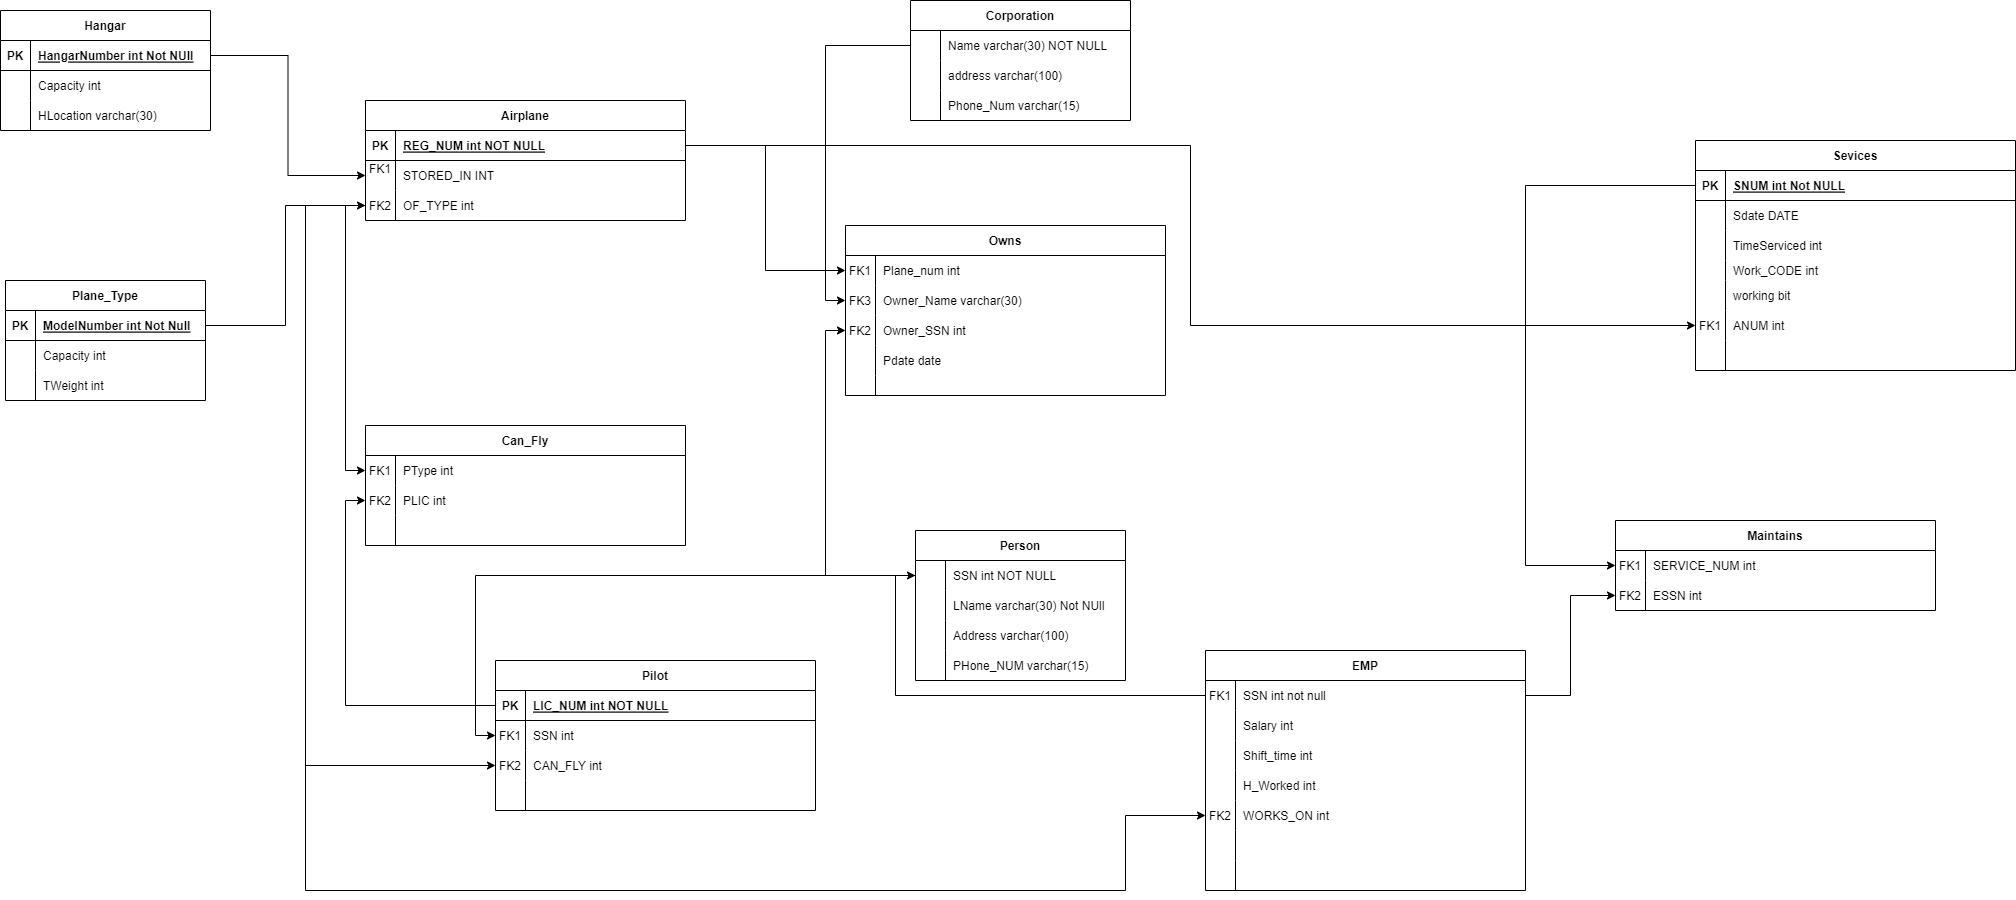 Hangar
PK HangarNumber int Not NUll
Capacity int
HLocation varchar(30)
Corporation
Name varchar(30) NOT NULL
address varchar(100)
Phone_Num varchar(15)
Airplane
PK REG_NUM int NOT NULL
FK1 STORED_IN INT
FK2 OF_TYPE int
Sevices
PK SNUM int Not NULL
Sdate DATE
TimeServiced int
Work_CODE int
working bit
FK1 ANUM int
Owns
FK1 Plane_num int
FK3 Owner_Name varchar(30)
FK2 Owner_SSN int
Pdate date
Plane_Type
PK ModelNumber int Not Null
Capacity int
TWeight int
Can_Fly
FK1 PType int
FK2 PLIC int
Person
SSN int NOT NULL
LName varchar(30) Not NUll
Address varchar(100)
PHone_NUM varchar(15)
Maintains
FK1 SERVICE_NUM int
FK2 ESSN int
Pilot
PK LIC_NUM int NOT NULL
FK1 SSN int
FK2 CAN_FLY int
EMP
FK1 SSN int not null
Salary int
Shift_time int
H_Worked int
FK2 WORKS_ON int